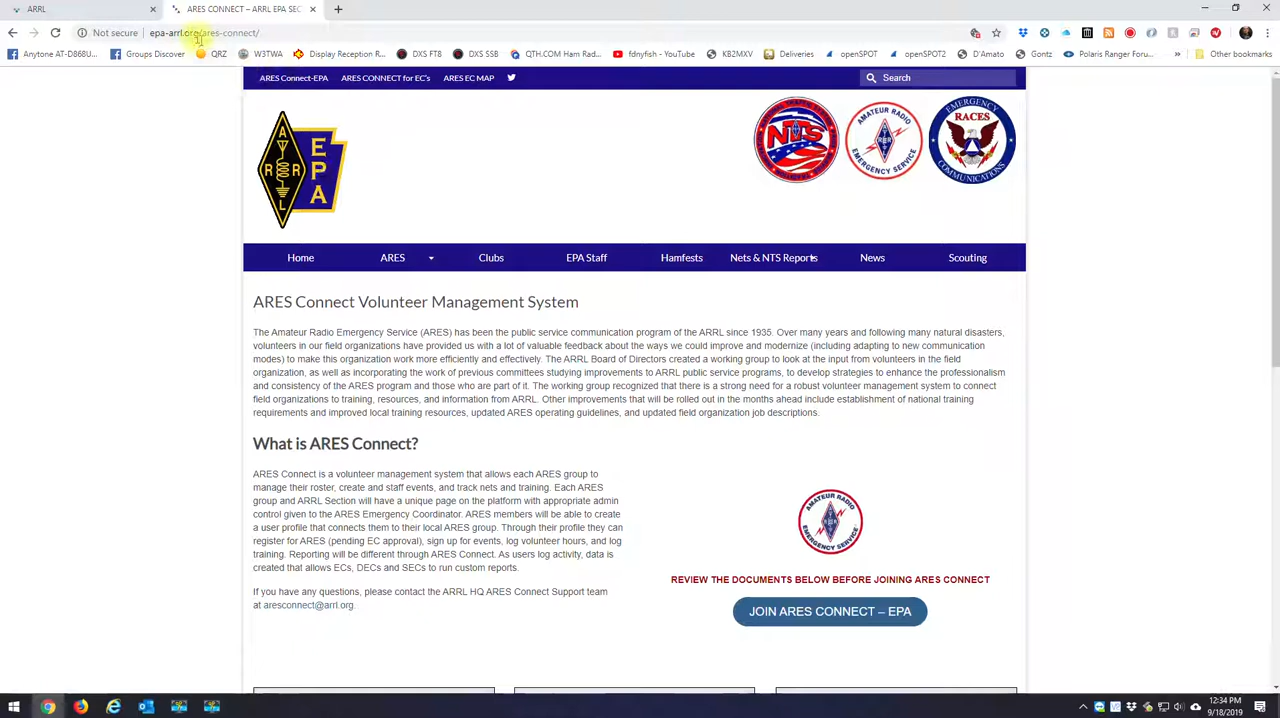 ARRL
ARES CONNECT – ARRL EPA SEC
Not secure
epa-arrl.org/ares-connect/
Anytone AT-D868U...
Groups Discover
QRZ
W3TWA
Display Reception R...
DXS FT8
DXS SSB
QTH.COM Ham Rad...
fdnyfish - YouTube
KB2MXV
Deliveries
openSPOT
openSPOT2
D'Amato
Gontz
Polaris Ranger Forum...
»
Other bookmarks
ARES Connect-EPA
ARES CONNECT for EC's
ARES EC MAP
Search
A
R R
L
E
P
A
NTS
AMATEUR RADIO
EMERGENCY SERVICE
EMERGENCY
RACES
COMMUNICATIONS
Home
ARES
Clubs
EPA Staff
Hamfests
Nets & NTS Reports
News
Scouting
ARES Connect Volunteer Management System
The Amateur Radio Emergency Service (ARES) has been the public service communication program of the ARRL since 1935. Over many years and following many natural disasters,
volunteers in our field organizations have provided us with a lot of valuable feedback about the ways we could improve and modernize (including adapting to new communication
modes) to make this organization work more efficiently and effectively. The ARRL Board of Directors created a working group to look at the input from volunteers in the field
organization, as well as incorporating the work of previous committees studying improvements to ARRL public service programs, to develop strategies to enhance the professionalism
and consistency of the ARES program and those who are part of it. The working group recognized that there is a strong need for a robust volunteer management system to connect
field organizations to training, resources, and information from ARRL. Other improvements that will be rolled out in the months ahead include establishment of national training
requirements and improved local training resources, updated ARES operating guidelines, and updated field organization job descriptions.
What is ARES Connect?
ARES Connect is a volunteer management system that allows each ARES group to
manage their roster, create and staff events, and track nets and training. Each ARES
group and ARRL Section will have a unique page on the platform with appropriate admin
control given to the ARES Emergency Coordinator. ARES members will be able to create
a user profile that connects them to their local ARES group. Through their profile they can
register for ARES (pending EC approval), sign up for events, log volunteer hours, and log
training. Reporting will be different through ARES Connect. As users log activity, data is
created that allows ECs, DECs and SECs to run custom reports.
If you have any questions, please contact the ARRL HQ ARES Connect Support team
at aresconnect@arrl.org.
AMATEUR RADIO
EMERGENCY SERVICE
REVIEW THE DOCUMENTS BELOW BEFORE JOINING ARES CONNECT
JOIN ARES CONNECT – EPA
12:34 PM
9/18/2019